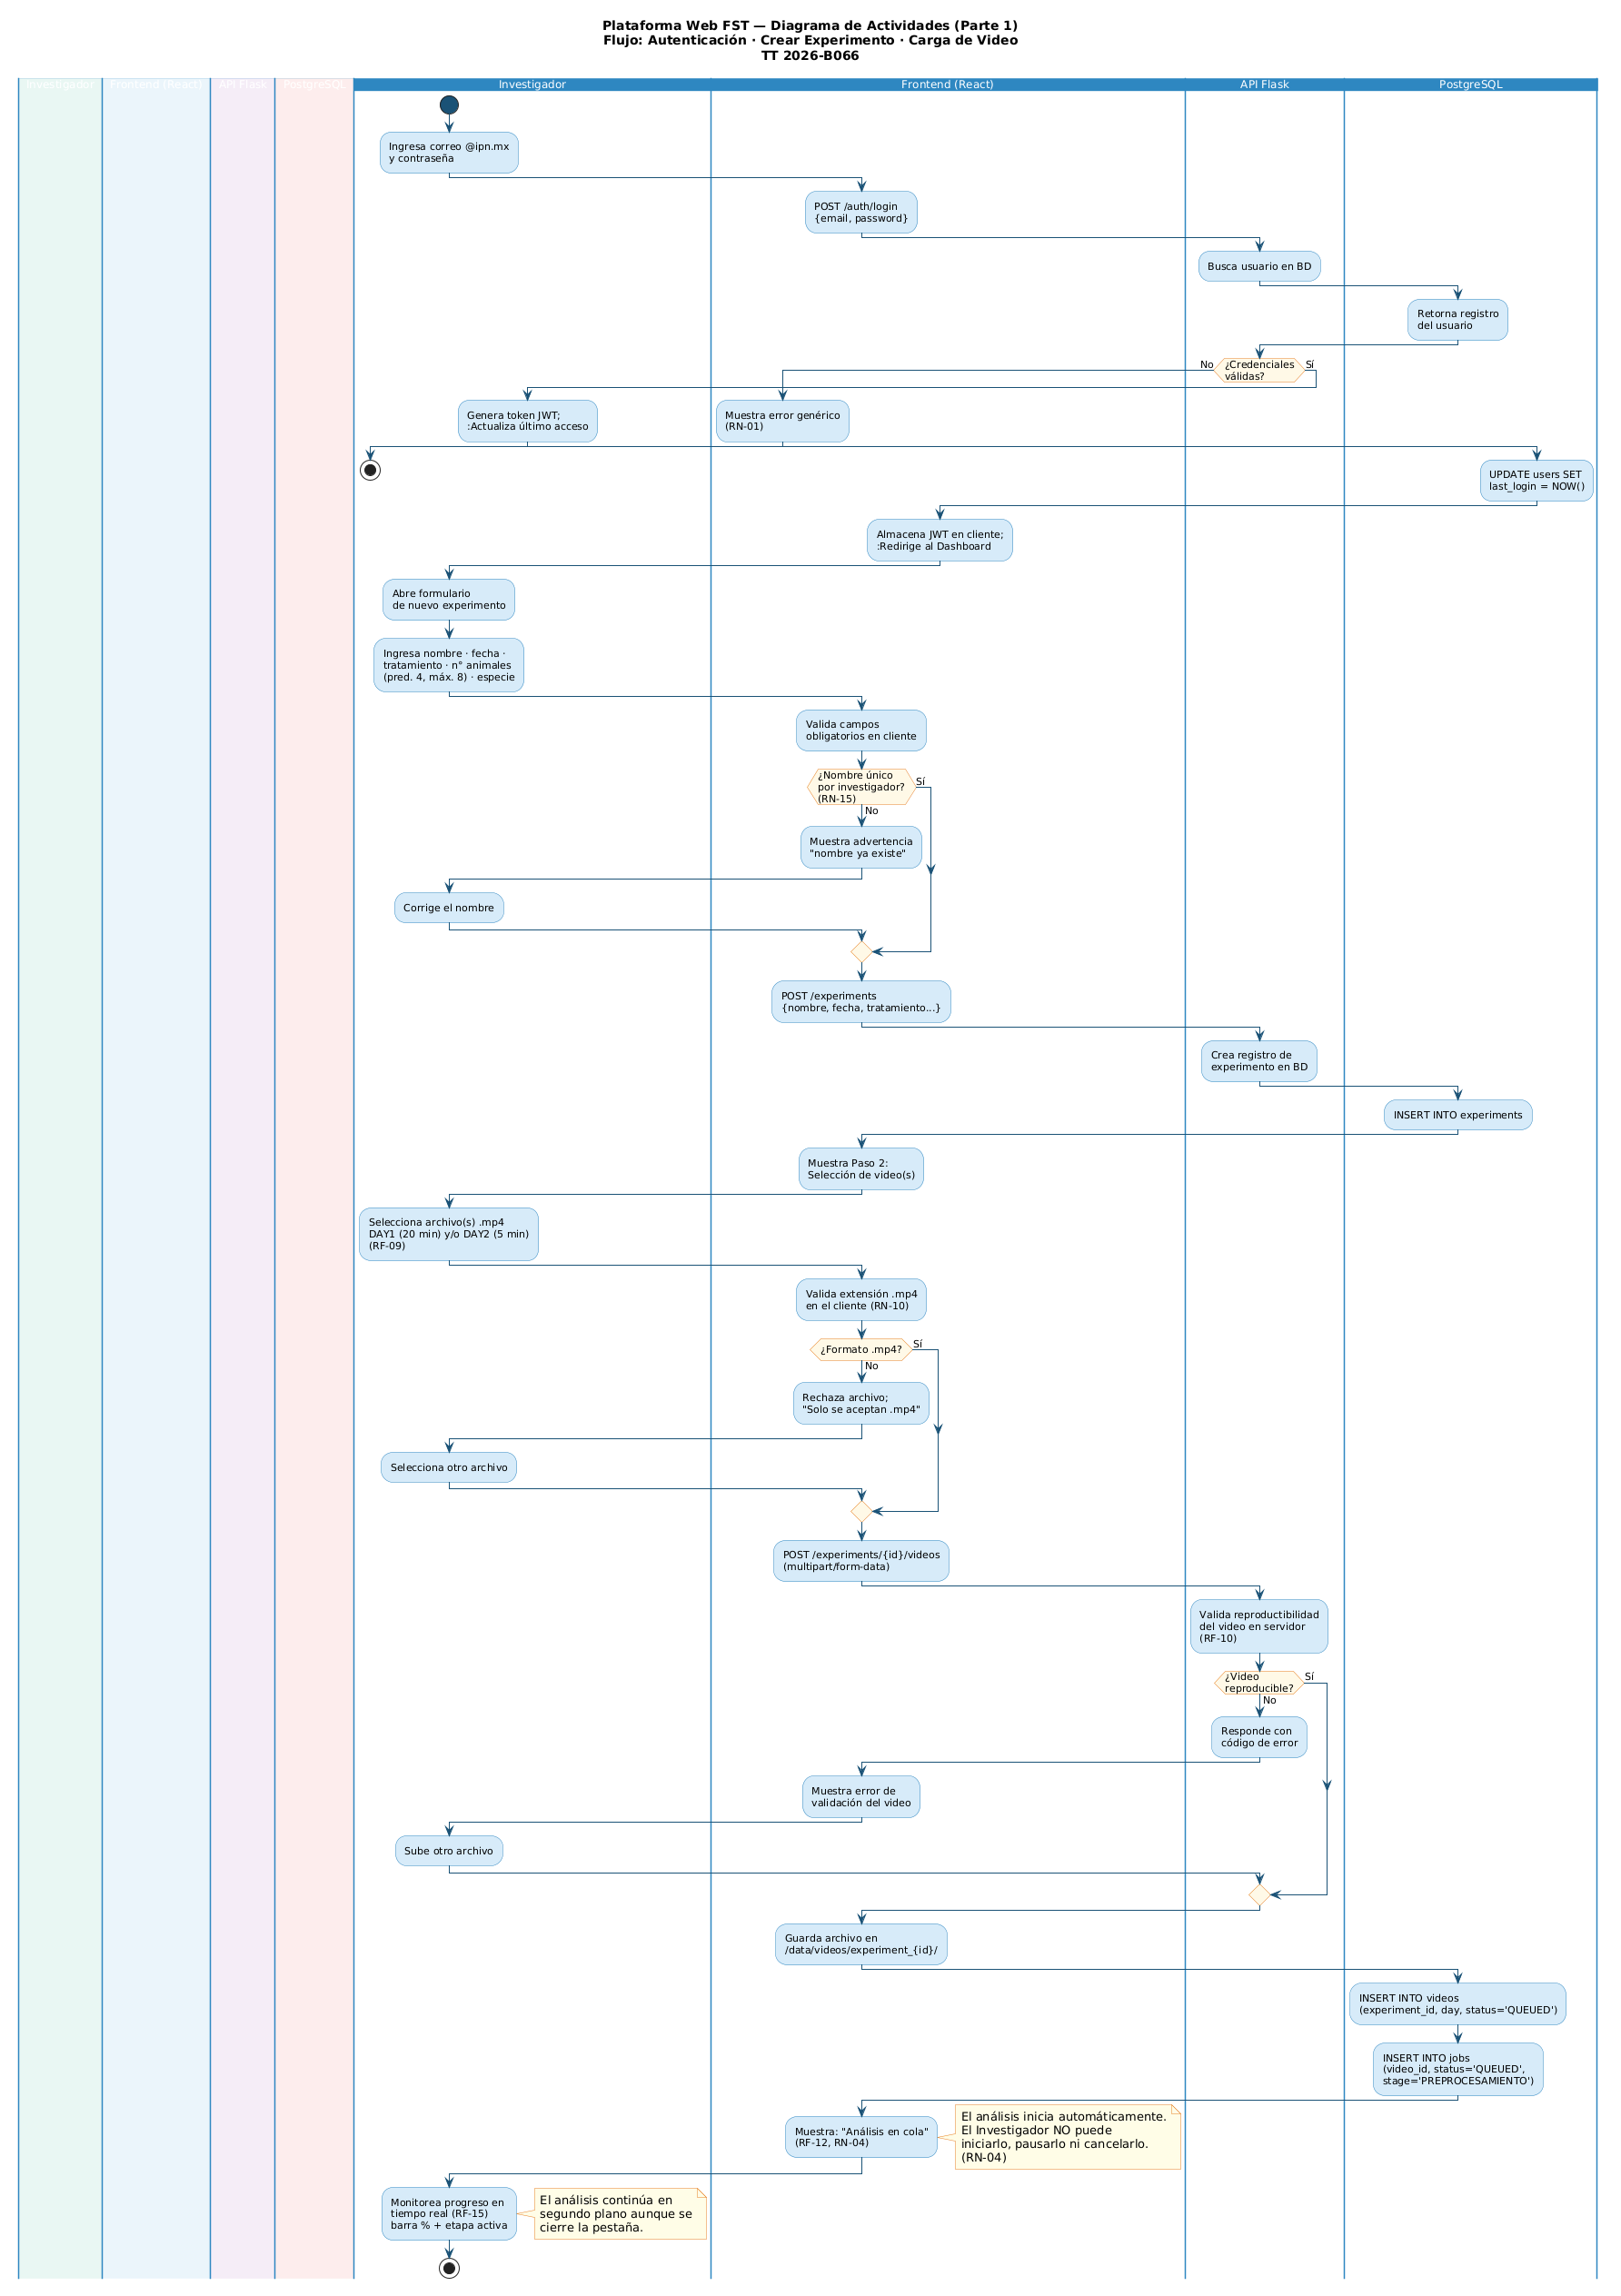 Plataforma Web FST — Diagrama de Actividades (Parte 1)
Flujo: Autenticación · Crear Experimento · Carga de Video
TT 2026-B066
Investigador
Frontend (React)
API Flask
PostgreSQL
Investigador
Frontend (React)
API Flask
PostgreSQL
Ingresa correo @ipn.mx
y contraseña
POST /auth/login
{email, password}
Busca usuario en BD
Retorna registro
del usuario
No
¿Credenciales
válidas?
Sí
Genera token JWT;
:Actualiza último acceso
Muestra error genérico
(RN-01)
UPDATE users SET
last_login = NOW()
Almacena JWT en cliente;
:Redirige al Dashboard
Abre formulario
de nuevo experimento
Ingresa nombre · fecha ·
tratamiento · n° animales
(pred. 4, máx. 8) · especie
Valida campos
obligatorios en cliente
¿Nombre único
por investigador?
(RN-15)
Sí
No
Muestra advertencia
"nombre ya existe"
Corrige el nombre
POST /experiments
{nombre, fecha, tratamiento...}
Crea registro de
experimento en BD
INSERT INTO experiments
Muestra Paso 2:
Selección de video(s)
Selecciona archivo(s) .mp4
DAY1 (20 min) y/o DAY2 (5 min)
(RF-09)
Valida extensión .mp4
en el cliente (RN-10)
¿Formato .mp4?
Sí
No
Rechaza archivo;
"Solo se aceptan .mp4"
Selecciona otro archivo
POST /experiments/{id}/videos
(multipart/form-data)
Valida reproductibilidad
del video en servidor
(RF-10)
¿Video
reproducible?
Sí
No
Responde con
código de error
Muestra error de
validación del video
Sube otro archivo
Guarda archivo en
/data/videos/experiment_{id}/
INSERT INTO videos
(experiment_id, day, status='QUEUED')
INSERT INTO jobs
(video_id, status='QUEUED',
stage='PREPROCESAMIENTO')
Muestra: "Análisis en cola"
(RF-12, RN-04)
El análisis inicia automáticamente.
El Investigador NO puede
iniciarlo, pausarlo ni cancelarlo.
(RN-04)
Monitorea progreso en
tiempo real (RF-15)
barra % + etapa activa
El análisis continúa en
segundo plano aunque se
cierre la pestaña.